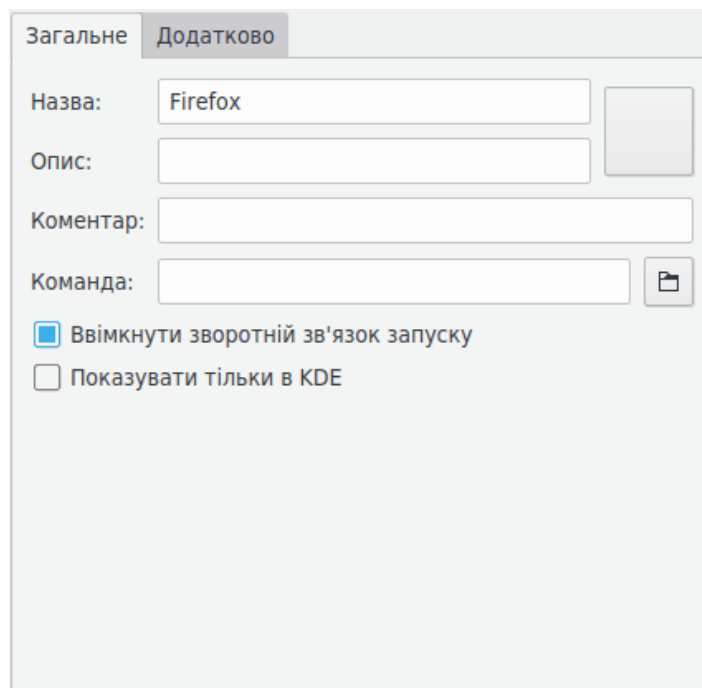 Загальне Додатково
Назва: Firefox
Опис:
Коментар:
Команда:
Ввімкнути зворотній зв'язок запуску
Показувати тільки в KDE